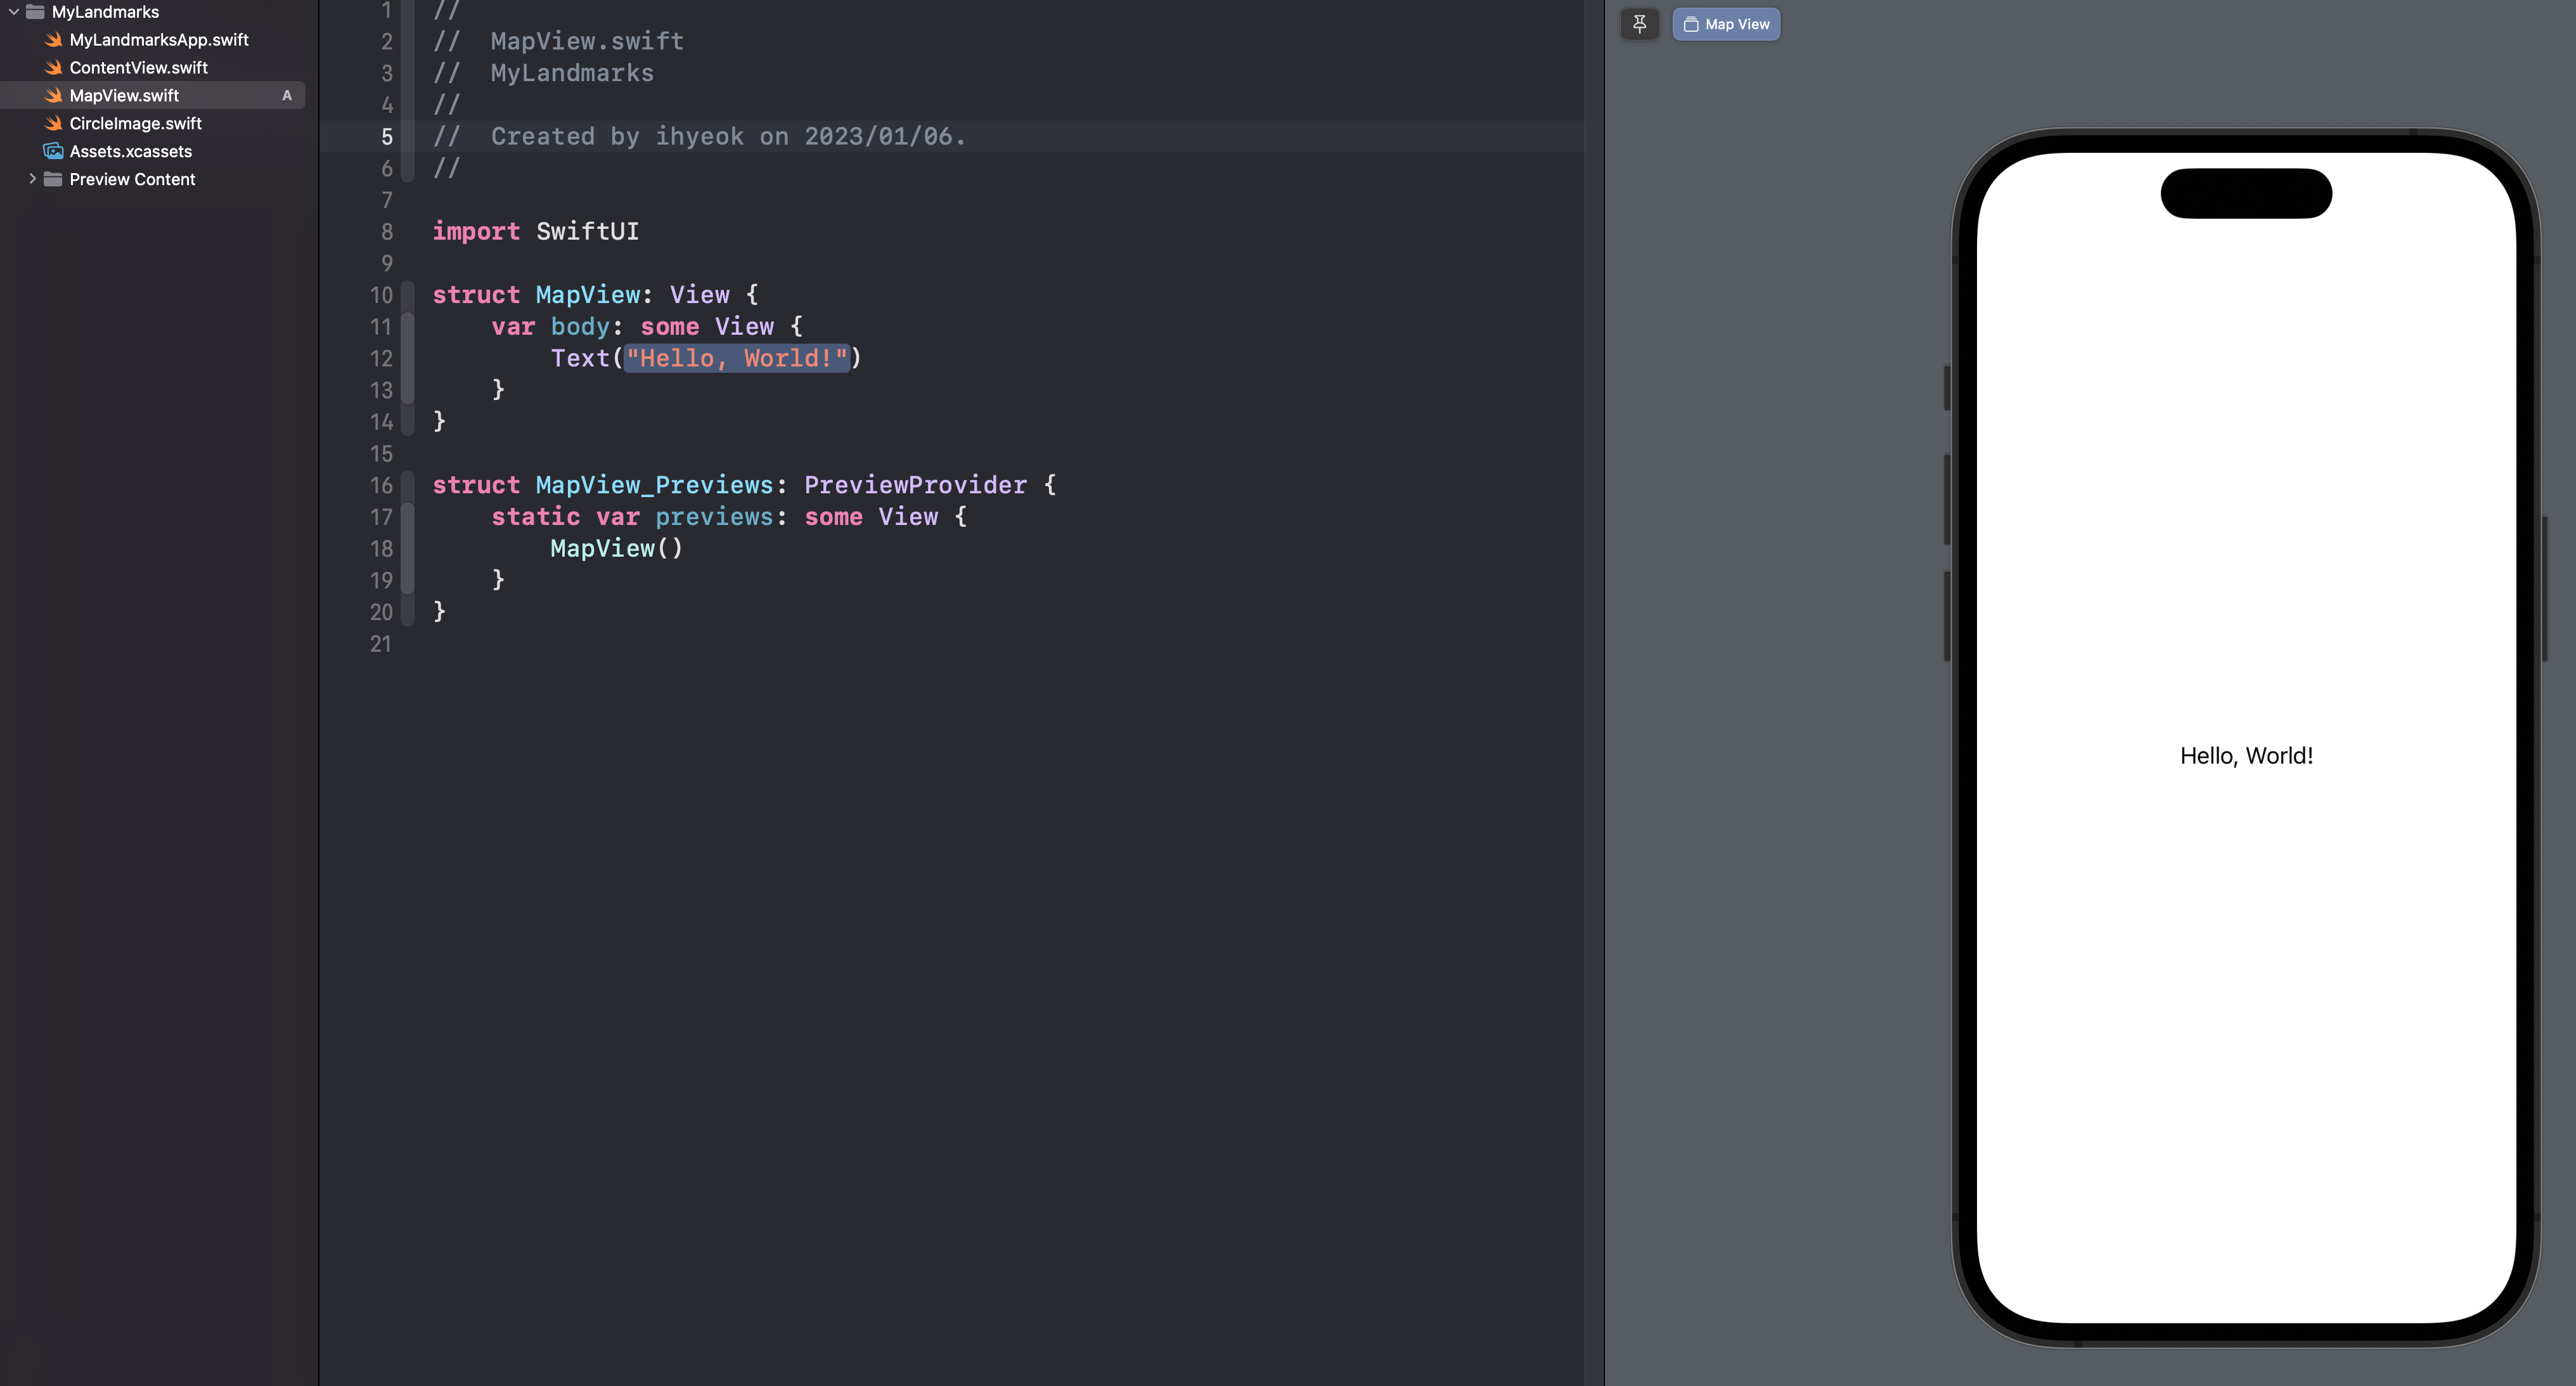 MyLandmarks
MyLandmarksApp.swift
ContentView.swift
MapView.swift A
CircleImage.swift
Assets.xcassets
Preview Content
1 //
2 //  MapView.swift
3 //  MyLandmarks
4 //
5 //  Created by ihyeok on 2023/01/06.
6 //
7
8 import SwiftUI
9
10 struct MapView: View {
11     var body: some View {
12         Text("Hello, World!")
13     }
14 }
15
16 struct MapView_Previews: PreviewProvider {
17     static var previews: some View {
18         MapView()
19     }
20 }
21
Map View
Hello, World!